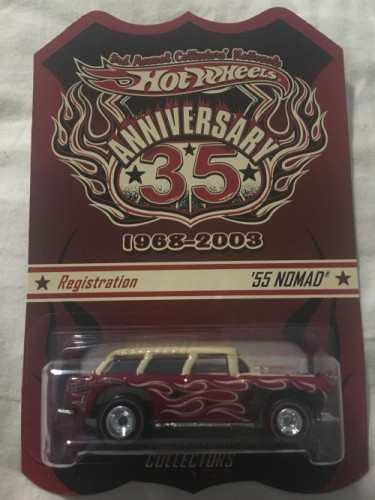 3rd Annual Collectors' Nationals
Hot Wheels
ANNIVERSARY
35
1968-2003
Registration
'55 NOMAD®
COLLECTORS